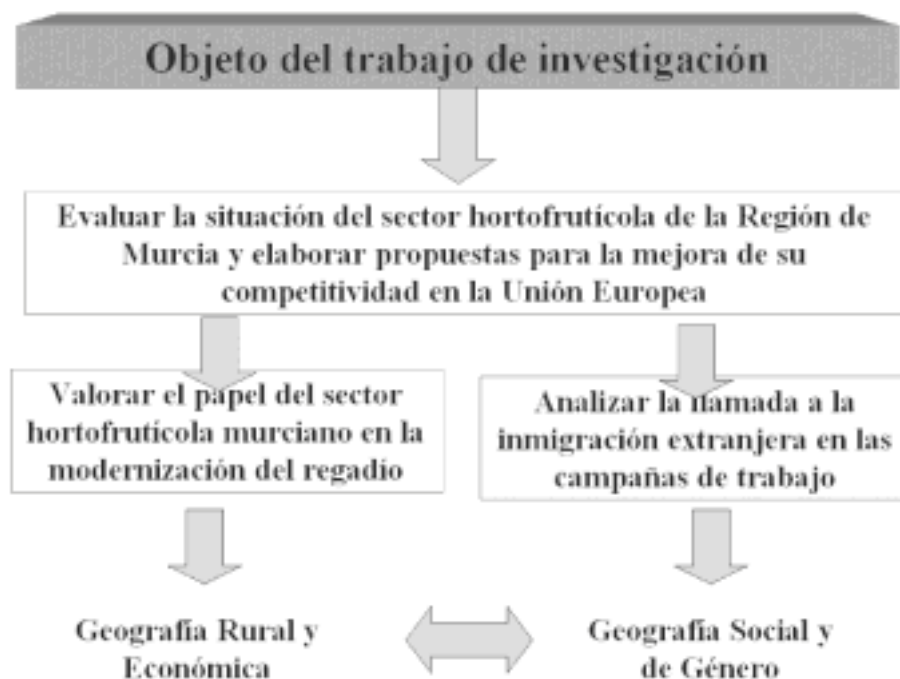 Objeto del trabajo de investigación
Evaluar la situación del sector hortofrutícola de la Región de
Murcia y elaborar propuestas para la mejora de su
competitividad en la Unión Europea
Valorar el papel del sector
hortofrutícola murciano en la
modernización del regadío
Analizar la llamada a la
inmigración extranjera en las
campañas de trabajo
Geografía Rural y
Económica
Geografía Social y
de Género